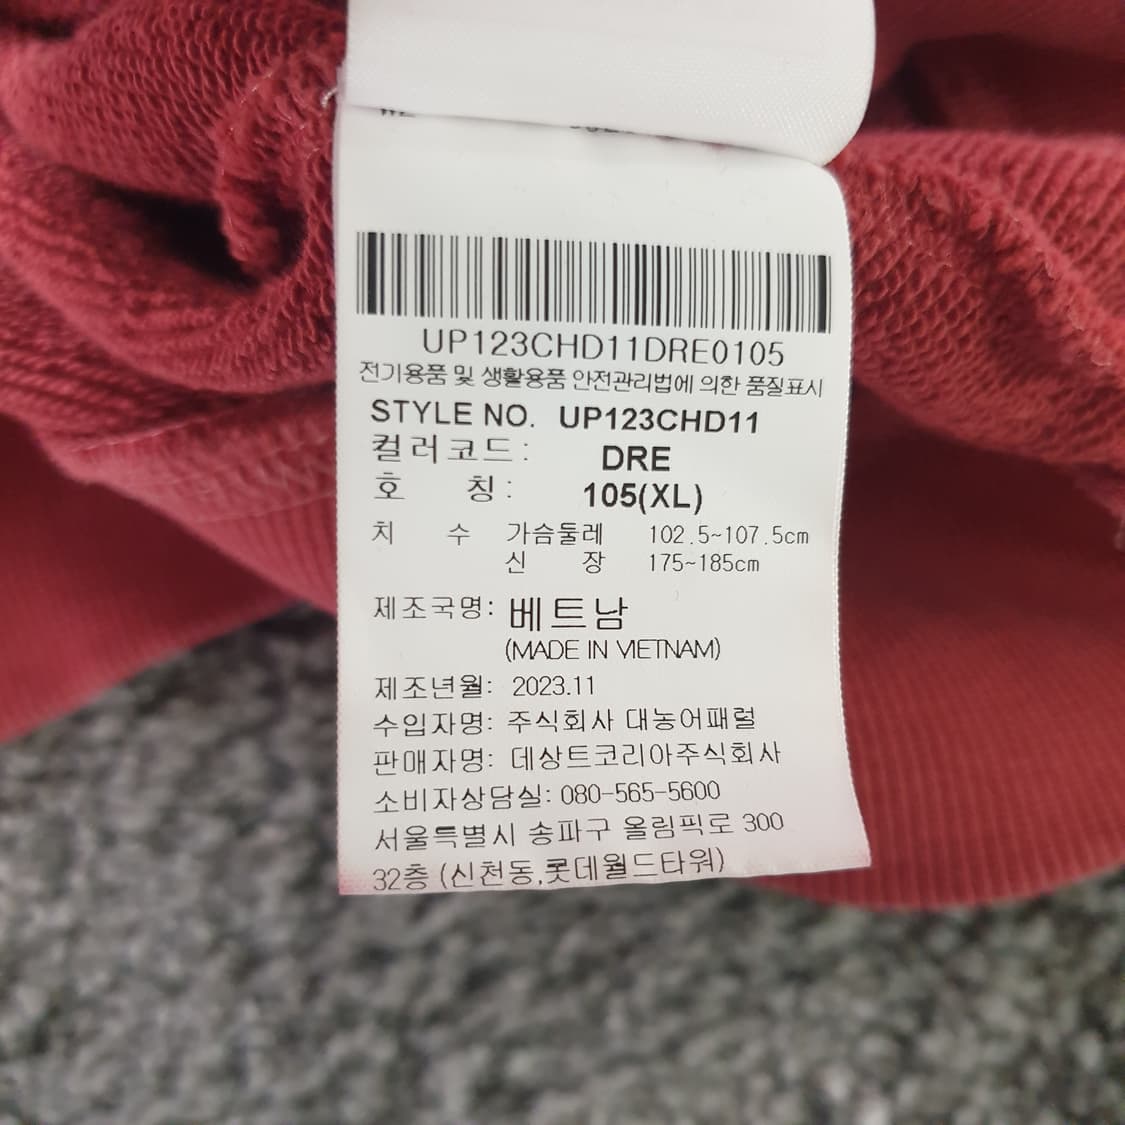 UP123CHD11DRE0105
전기용품 및 생활용품 안전관리법에 의한 품질표시
STYLE NO. UP123CHD11
컬러코드: DRE
호 칭: 105(XL)
치 수 가슴둘레 102.5~107.5cm
신 장 175~185cm
제조국명: 베트남
(MADE IN VIETNAM)
제조년월: 2023.11
수입자명: 주식회사 대농어패럴
판매자명: 데상트코리아주식회사
소비자상담실: 080-565-5600
서울특별시 송파구 올림픽로 300
32층 (신천동,롯데월드타워)